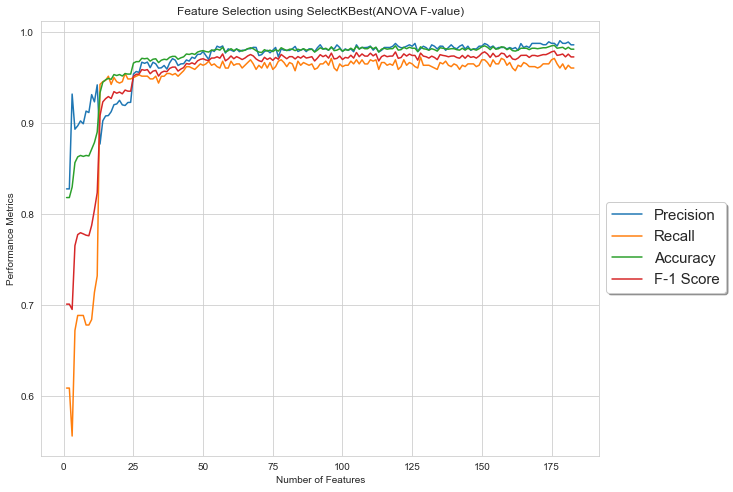 Feature Selection using SelectKBest(ANOVA F-value)
1.0
0.9
0.8
0.7
0.6
Performance Metrics
0 25 50 75 100 125 150 175
Number of Features
Precision
Recall
Accuracy
F-1 Score